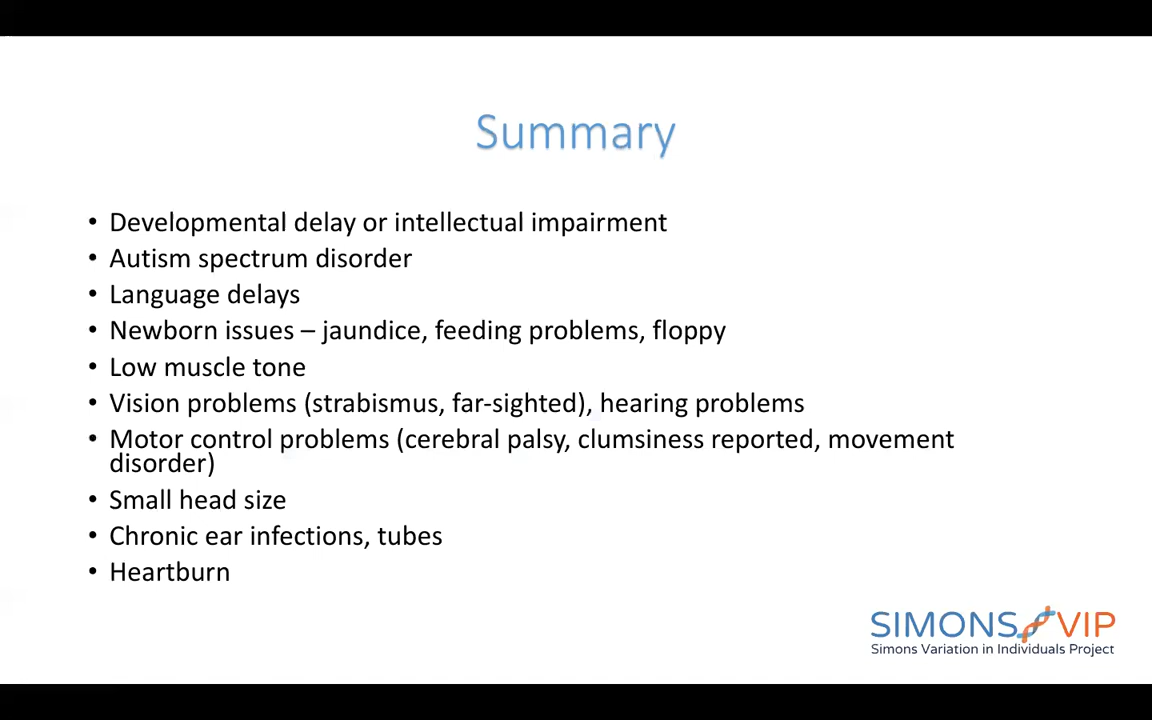 Summary
• Developmental delay or intellectual impairment
• Autism spectrum disorder
• Language delays
• Newborn issues – jaundice, feeding problems, floppy
• Low muscle tone
• Vision problems (strabismus, far-sighted), hearing problems
• Motor control problems (cerebral palsy, clumsiness reported, movement
disorder)
• Small head size
• Chronic ear infections, tubes
• Heartburn
SIMONS VIP
Simons Variation in Individuals Project